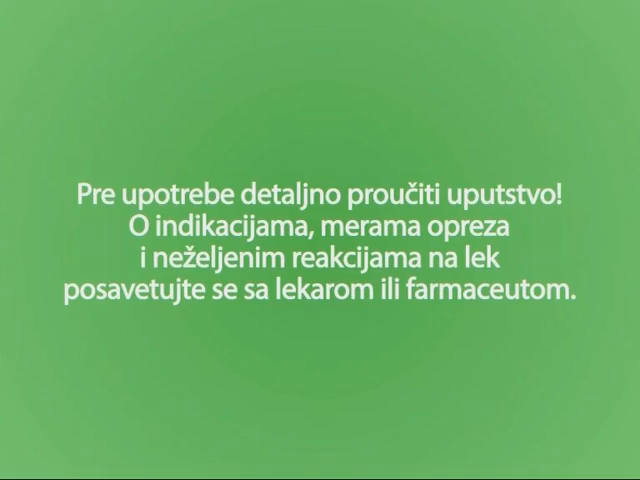 Pre upotrebe detaljno proučiti uputstvo!
O indikacijama, merama opreza
i neželjenim reakcijama na lek
posavetujte se sa lekarom ili farmaceutom.